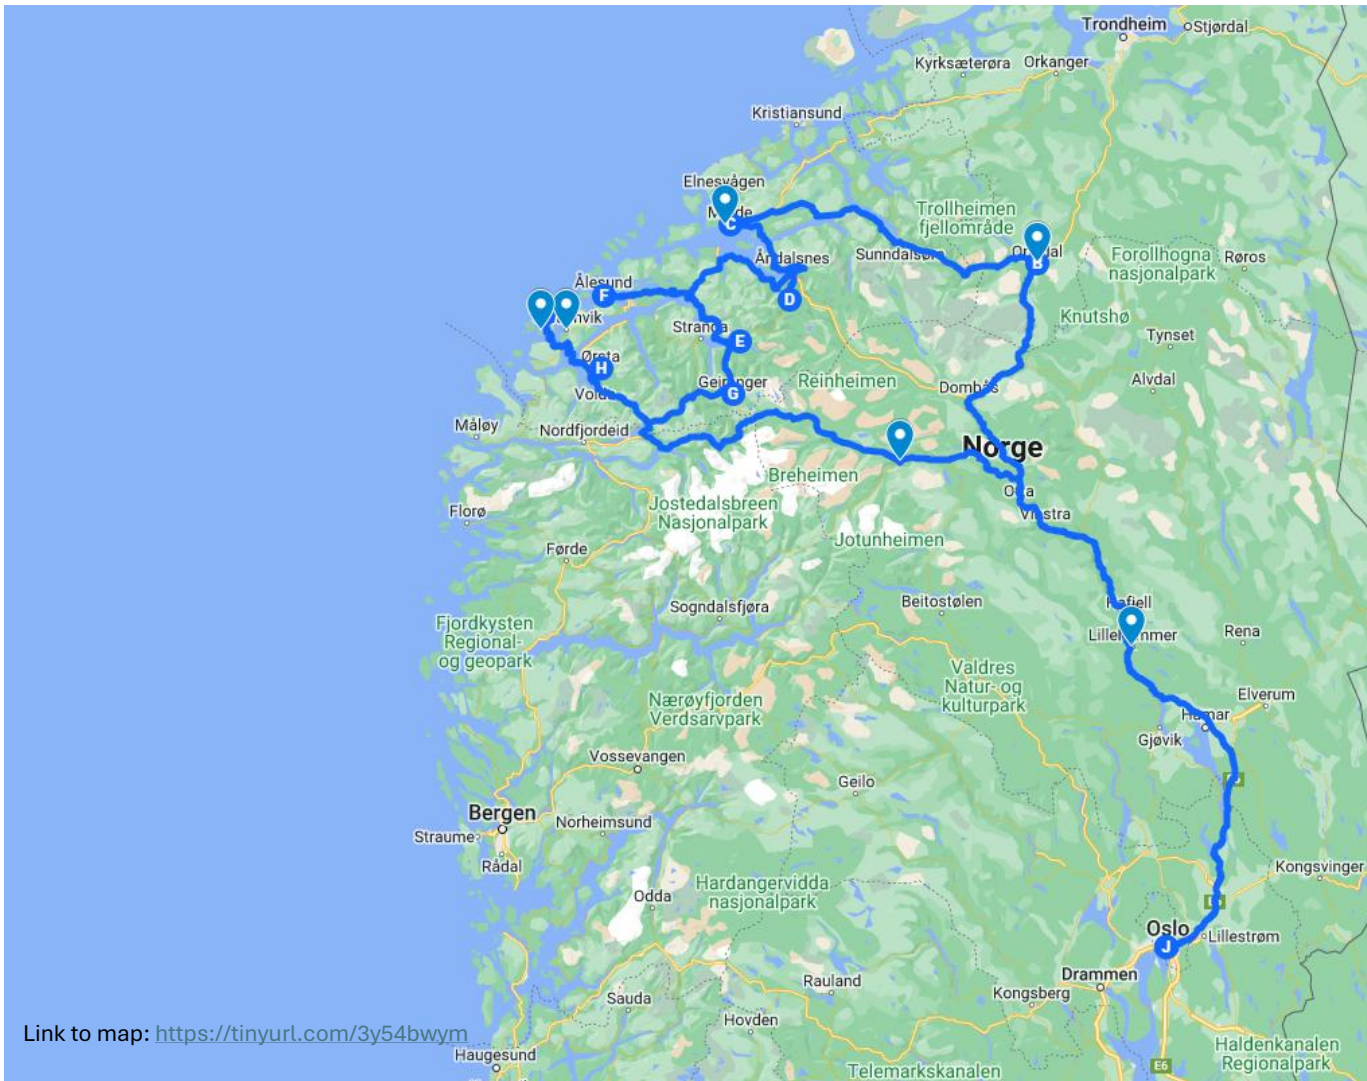 Trondheim
Stjørdal
Kyrksæterøra
Orkanger
Kristiansund
Elnesvågen
C
Trollheimen
fjellområde
Åndalsnes
Sunndalsøra
B
Forollhogna
nasjonalpark
Røros
Ålesund
F
D
Knutshø
Tynset
Stranda
E
Ørsta
H
Geiranger
G
Reinheimen
Dombås
Alvdal
Måløy
Nordfjordeid
Norge
Breheimen
Otta
Vinstra
Florø
Jostedalsbreen
Nasjonalpark
Jotunheimen
Førde
Sogndalsfjøra
Beitostølen
Hafjell
Lillehammer
Rena
Fjordkysten
Regional-
og geopark
Valdres
Natur- og
kulturpark
Nærøyfjorden
Verdsarvpark
Elverum
Hamar
Gjøvik
Vossevangen
Geilo
Bergen
Norheimsund
Straume
Rådal
Kongsvinger
Odda
Hardangervidda
nasjonalpark
Oslo
Lillestrøm
J
Drammen
Rauland
Kongsberg
Sauda
Hovden
Link to map: https://tinyurl.com/3y54bwym
Haugesund
E6
Haldenkanalen
Regionalpark
Telemarkskanalen